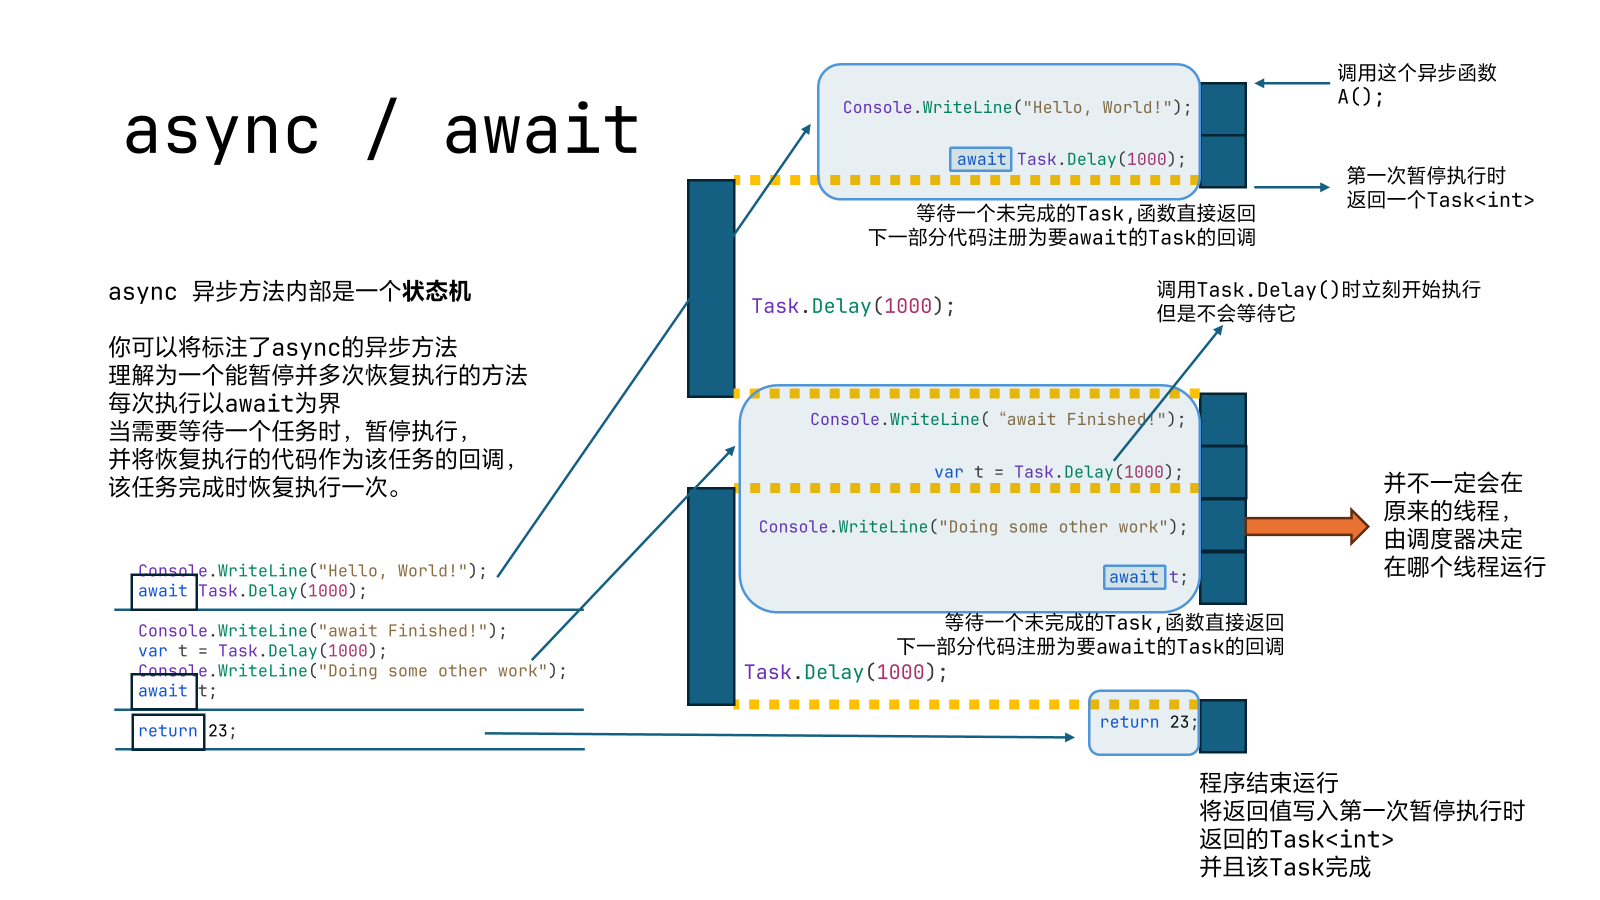 async / await
async 异步方法内部是一个状态机
你可以将标注了async的异步方法
理解为一个能暂停并多次恢复执行的方法
每次执行以await为界
当需要等待一个任务时，暂停执行，
并将恢复执行的代码作为该任务的回调，
该任务完成时恢复执行一次。
Console.WriteLine("Hello, World!");
await Task.Delay(1000);
Console.WriteLine("await Finished!");
var t = Task.Delay(1000);
Console.WriteLine("Doing some other work");
await t;
return 23;
Console.WriteLine("Hello, World!");
await Task.Delay(1000);
调用这个异步函数
A();
第一次暂停执行时
返回一个Task<int>
等待一个未完成的Task,函数直接返回
下一部分代码注册为要await的Task的回调
Task.Delay(1000);
调用Task.Delay()时立刻开始执行
但是不会等待它
Console.WriteLine( “await Finished!");
var t = Task.Delay(1000);
Console.WriteLine("Doing some other work");
await t;
并不一定会在
原来的线程，
由调度器决定
在哪个线程运行
等待一个未完成的Task,函数直接返回
下一部分代码注册为要await的Task的回调
Task.Delay(1000);
return 23;
程序结束运行
将返回值写入第一次暂停执行时
返回的Task<int>
并且该Task完成